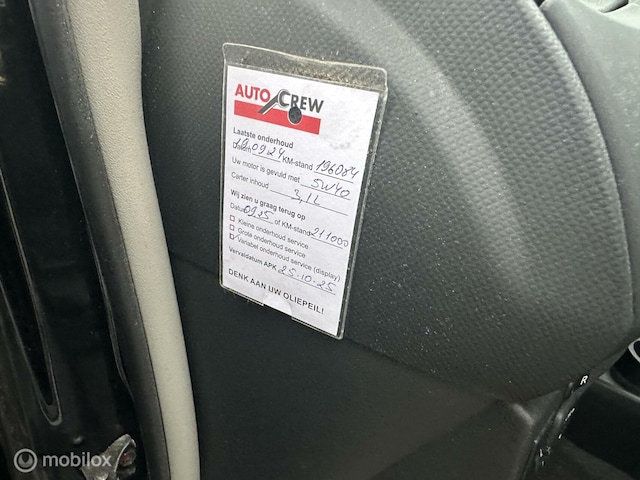 AUTO CREW
Laatste onderhoud
Datum 19.09.24 KM-stand 196084
Uw motor is gevuld met 5W40
Carter inhoud 3,1L
Wij zien u graag terug op
Datum 09.25 of KM-stand 211000
Kleine onderhoud service
Grote onderhoud service
Variabel onderhoud service (display)
Vervaldatum APK 25-10-25
DENK AAN UW OLIEPEIL!
R
mobilox